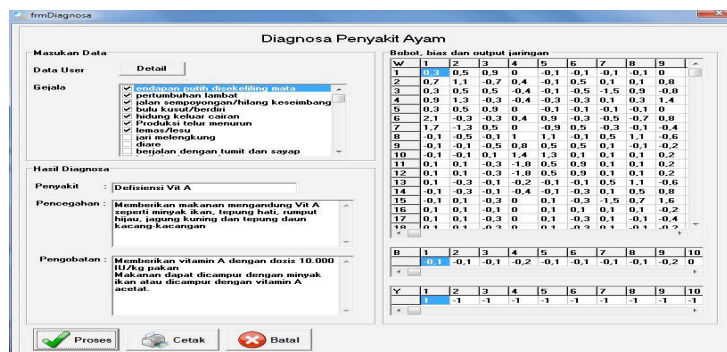 frmDiagnosa
Diagnosa Penyakit Ayam
Masukan Data
Data User
Detail
Gejala
endapan putih disekeliling mata
pertumbuhan lambat
jalan sempoyongan/hilang keseimbang
bulu kusut/berdiri
hidung keluar cairan
Produksi telur menurun
lemas/lesu
jari melengkung
diare
berjalan dengan tumit dan sayap
Hasil Diagnosa
Penyakit : Defisiensi Vit A
Pencegahan :
Memberikan makanan mengandung Vit A
seperti minyak ikan, tepung hati, rumput
hijau, jagung kuning dan tepung daun
kacang-kacangan
Pengobatan :
Memberikan vitamin A dengan dosis 10.000
IU/kg pakan
Makanan dapat dicampur dengan minyak
ikan atau dicampur dengan vitamin A
acetat.
Proses
Cetak
Batal
Bobot, bias dan output jaringan
W 1 2 3 4 5 6 7 8 9
1 0,3 0,5 0,9 0 -0,1 -0,1 -0,1 -0,1 0
2 0,7 1,1 -0,7 0,4 -0,1 0,5 0,1 0,1 0,8
3 0,5 0,5 -0,4 -0,1 -0,5 -1,5 0,9 -0,8
4 0,9 1,3 -0,3 -0,4 -0,3 -0,3 0,1 0,3 1,4
5 0,3 0,5 0,9 0 -0,1 -0,1 -0,1 -0,1 0
6 2,1 -0,3 -0,3 0,4 0,9 -0,3 -0,5 -0,7 0,8
7 1,7 -1,3 0,5 0 -0,9 0,5 -0,3 -0,1 -0,4
8 -0,1 -0,5 -0,1 1 1,1 -0,1 0,5 1,1 -0,6
9 -0,1 -0,1 -0,5 0,8 0,5 0,5 0,1 -0,1 -0,2
10 -0,1 -0,1 0,1 1,4 1,3 0,1 0,1 0,1 0,2
11 0,1 0,1 -0,3 -1,8 0,5 0,9 0,1 0,1 0,2
12 0,1 0,1 -0,3 -1,8 0,5 0,9 0,1 0,1 0,2
13 0,1 -0,3 -0,1 -0,2 -0,1 -0,1 0,5 1,1 -0,6
14 -0,1 -0,3 -0,1 -0,4 -0,1 -0,3 0,1 0,5 0,8
15 -0,1 0,1 -0,3 0 0,1 -0,3 -1,5 0,7 1,6
16 0,1 0,1 -0,1 0 0,1 0,1 0,1 0,1 -0,2
17 0,1 0,1 -0,3 0 0,1 -0,3 0,1 -0,1 -0,4
B 1 2 3 4 5 6 7 8 9 10
-0,1 -0,1 -0,1 -0,2 -0,1 -0,1 -0,1 -0,1 -0,2 0
Y 1 2 3 4 5 6 7 8 9 10
1 -1 -1 -1 -1 -1 -1 -1 -1 -1